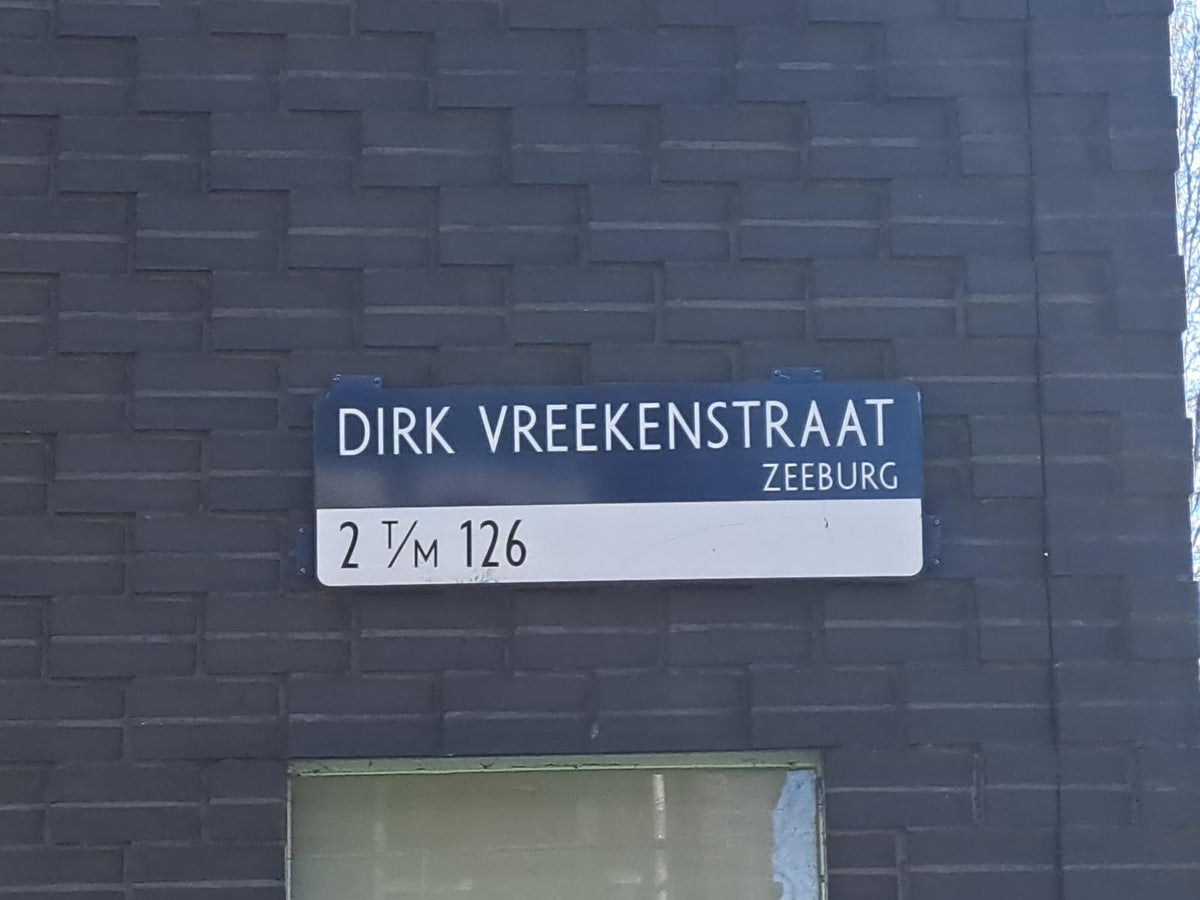 DIRK VREEKENSTRAAT
ZEEBURG
2 T/M 126